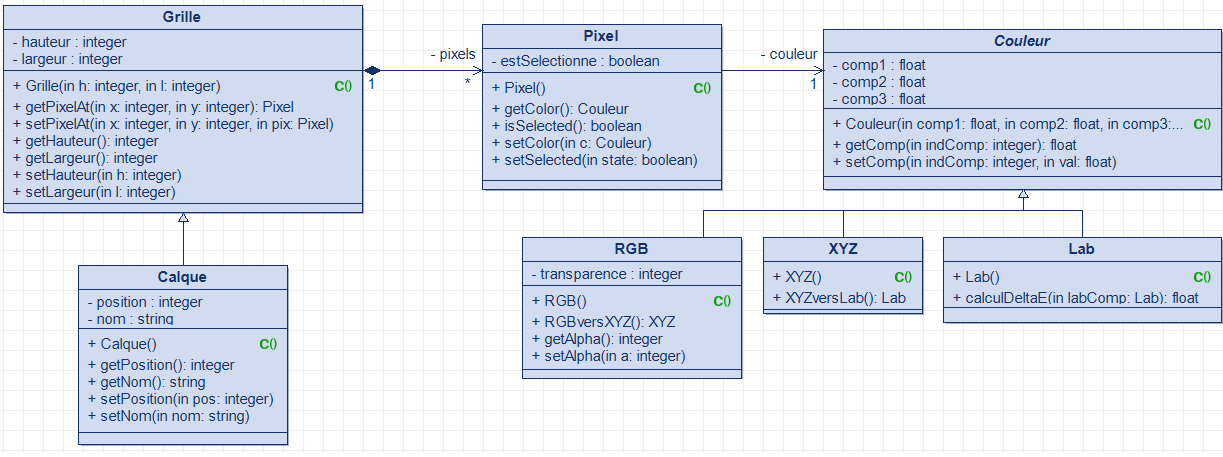 Grille
- hauteur : integer
- largeur : integer
+ Grille(in h: integer, in l: integer) C()
+ getPixelAt(in x: integer, in y: integer): Pixel
+ setPixelAt(in x: integer, in y: integer, in pix: Pixel)
+ getHauteur(): integer
+ getLargeur(): integer
+ setHauteur(in h: integer)
+ setLargeur(in l: integer)
1
- pixels
*
Pixel
- estSelectionne : boolean
+ Pixel() C()
+ getColor(): Couleur
+ isSelected(): boolean
+ setColor(in c: Couleur)
+ setSelected(in state: boolean)
- couleur
1
Couleur
- comp1 : float
- comp2 : float
- comp3 : float
+ Couleur(in comp1: float, in comp2: float, in comp3:... C()
+ getComp(in indComp: integer): float
+ setComp(in indComp: integer, in val: float)
Calque
- position : integer
- nom : string
+ Calque() C()
+ getPosition(): integer
+ getNom(): string
+ setPosition(in pos: integer)
+ setNom(in nom: string)
RGB
- transparence : integer
+ RGB() C()
+ RGBversXYZ(): XYZ
+ getAlpha(): integer
+ setAlpha(in a: integer)
XYZ
+ XYZ() C()
+ XYZversLab(): Lab
Lab
+ Lab() C()
+ calculDeltaE(in labComp: Lab): float